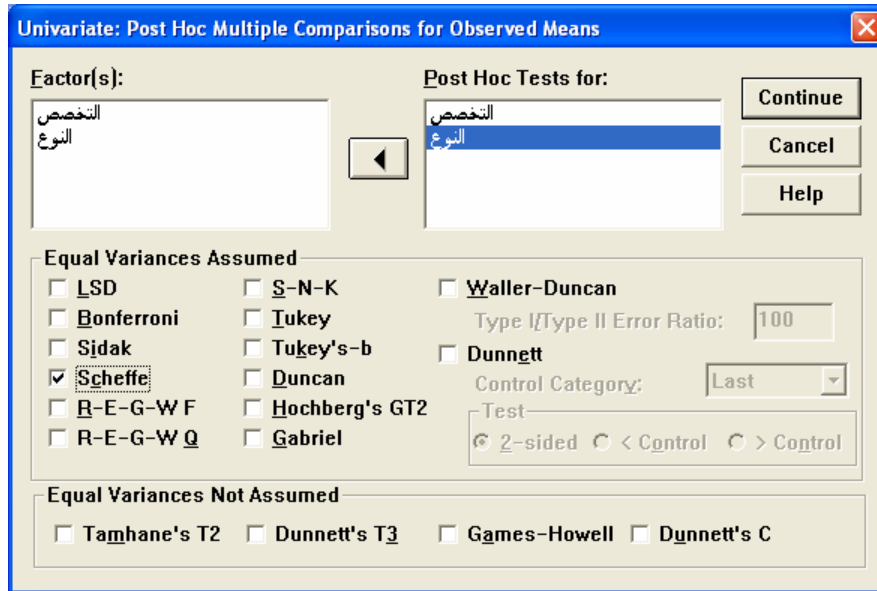 Univariate: Post Hoc Multiple Comparisons for Observed Means
Factor(s):
التخصص
النوع
Post Hoc Tests for:
التخصص
النوع
Continue
Cancel
Help
Equal Variances Assumed
LSD
Bonferroni
Sidak
Scheffe
R-E-G-W F
R-E-G-W Q
S-N-K
Tukey
Tukey's-b
Duncan
Hochberg's GT2
Gabriel
Waller-Duncan
Type I/Type II Error Ratio: 100
Dunnett
Control Category: Last
Test
2-sided < Control > Control
Equal Variances Not Assumed
Tamhane's T2 Dunnett's T3 Games-Howell Dunnett's C